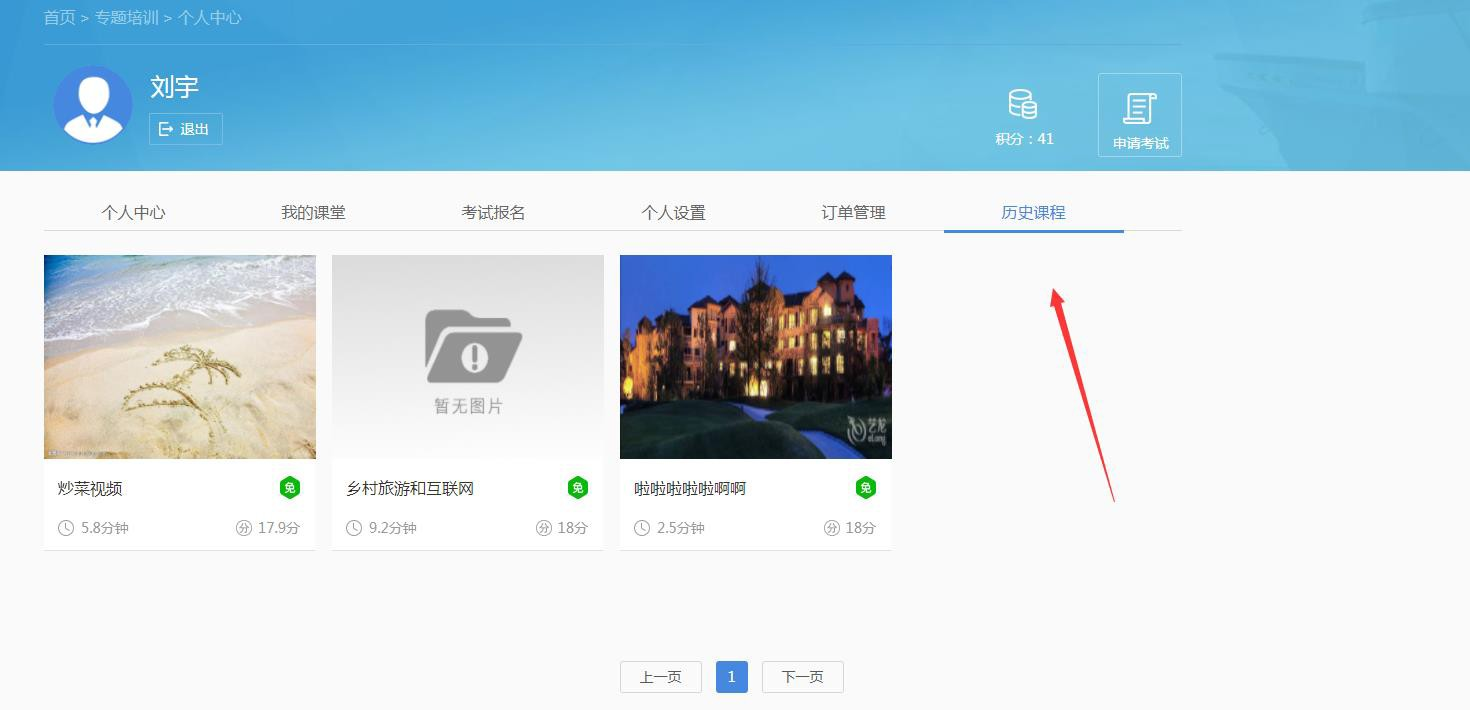 首页 > 专题培训 > 个人中心
刘宇
退出
积分：41
申请考试
个人中心
我的课堂
考试报名
个人设置
订单管理
历史课程
暂无图片
艺龙
eLong
炒菜视频
免
5.8分钟
分 17.9分
乡村旅游和互联网
免
9.2分钟
分 18分
啦啦啦啦啦啊啊
免
2.5分钟
分 18分
上一页
1
下一页